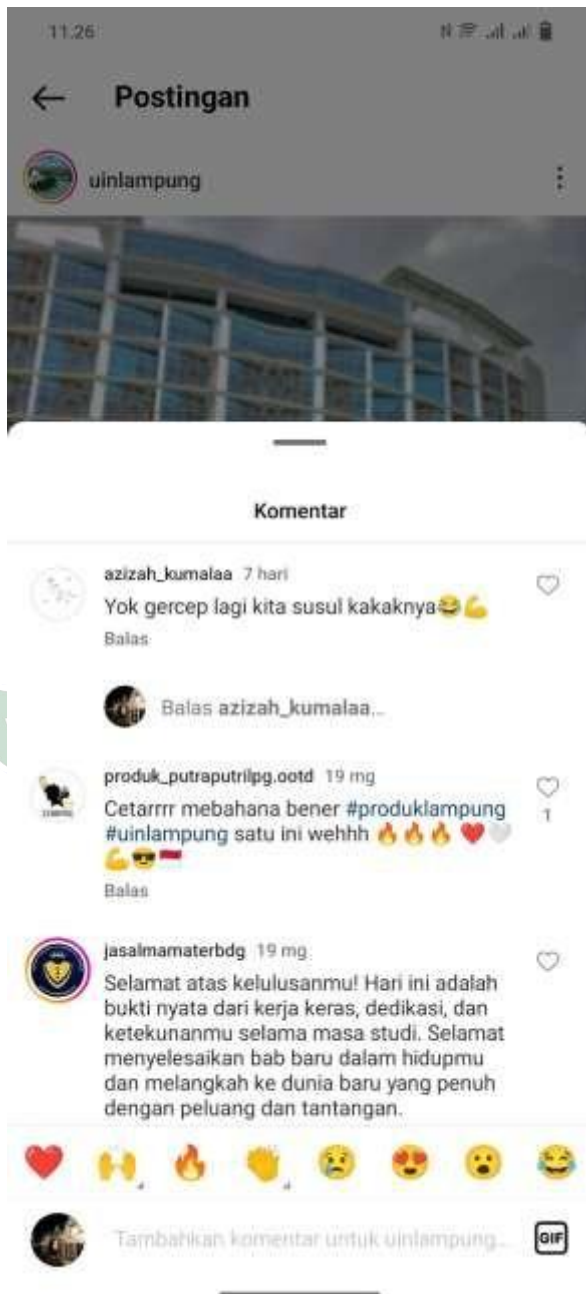 11.26
Postingan
uinlampung
Komentar
azizah_kumalaa 7 hari
Yok gercep lagi kita susul kakaknya😂💪
Balas
Balas azizah_kumalaa...
produk_putraputrilpg.ootd 19 mg
Cetarrrr mebahana bener #produklampung
1
#uinlampung satu ini wehhh 🔥🔥🔥 ❤️🤍
💪😎🇮🇩
Balas
jasalmamaterbdg 19 mg
Selamat atas kelulusanmu! Hari ini adalah
bukti nyata dari kerja keras, dedikasi, dan
ketekunanmu selama masa studi. Selamat
menyelesaikan bab baru dalam hidupmu
dan melangkah ke dunia baru yang penuh
dengan peluang dan tantangan.
❤️ 🙌 🔥 👏 😢 😍 😮 😂
Tambahkan komentar untuk uinlampung...
GIF